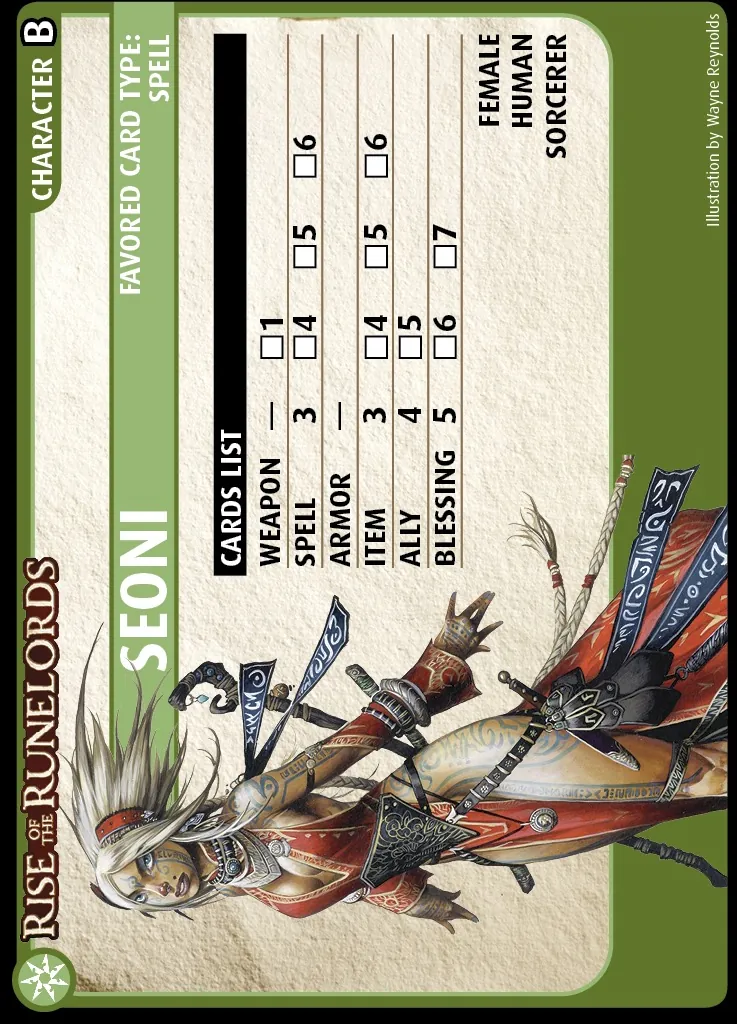 RISE OF THE RUNELORDS
CHARACTER B
SEONI
FAVORED CARD TYPE:
SPELL
CARDS LIST
WEAPON — □1
SPELL 3 □4 □5 □6
ARMOR —
ITEM 3 □4 □5 □6
ALLY 4 □5
BLESSING 5 □6 □7
FEMALE
HUMAN
SORCERER
Illustration by Wayne Reynolds